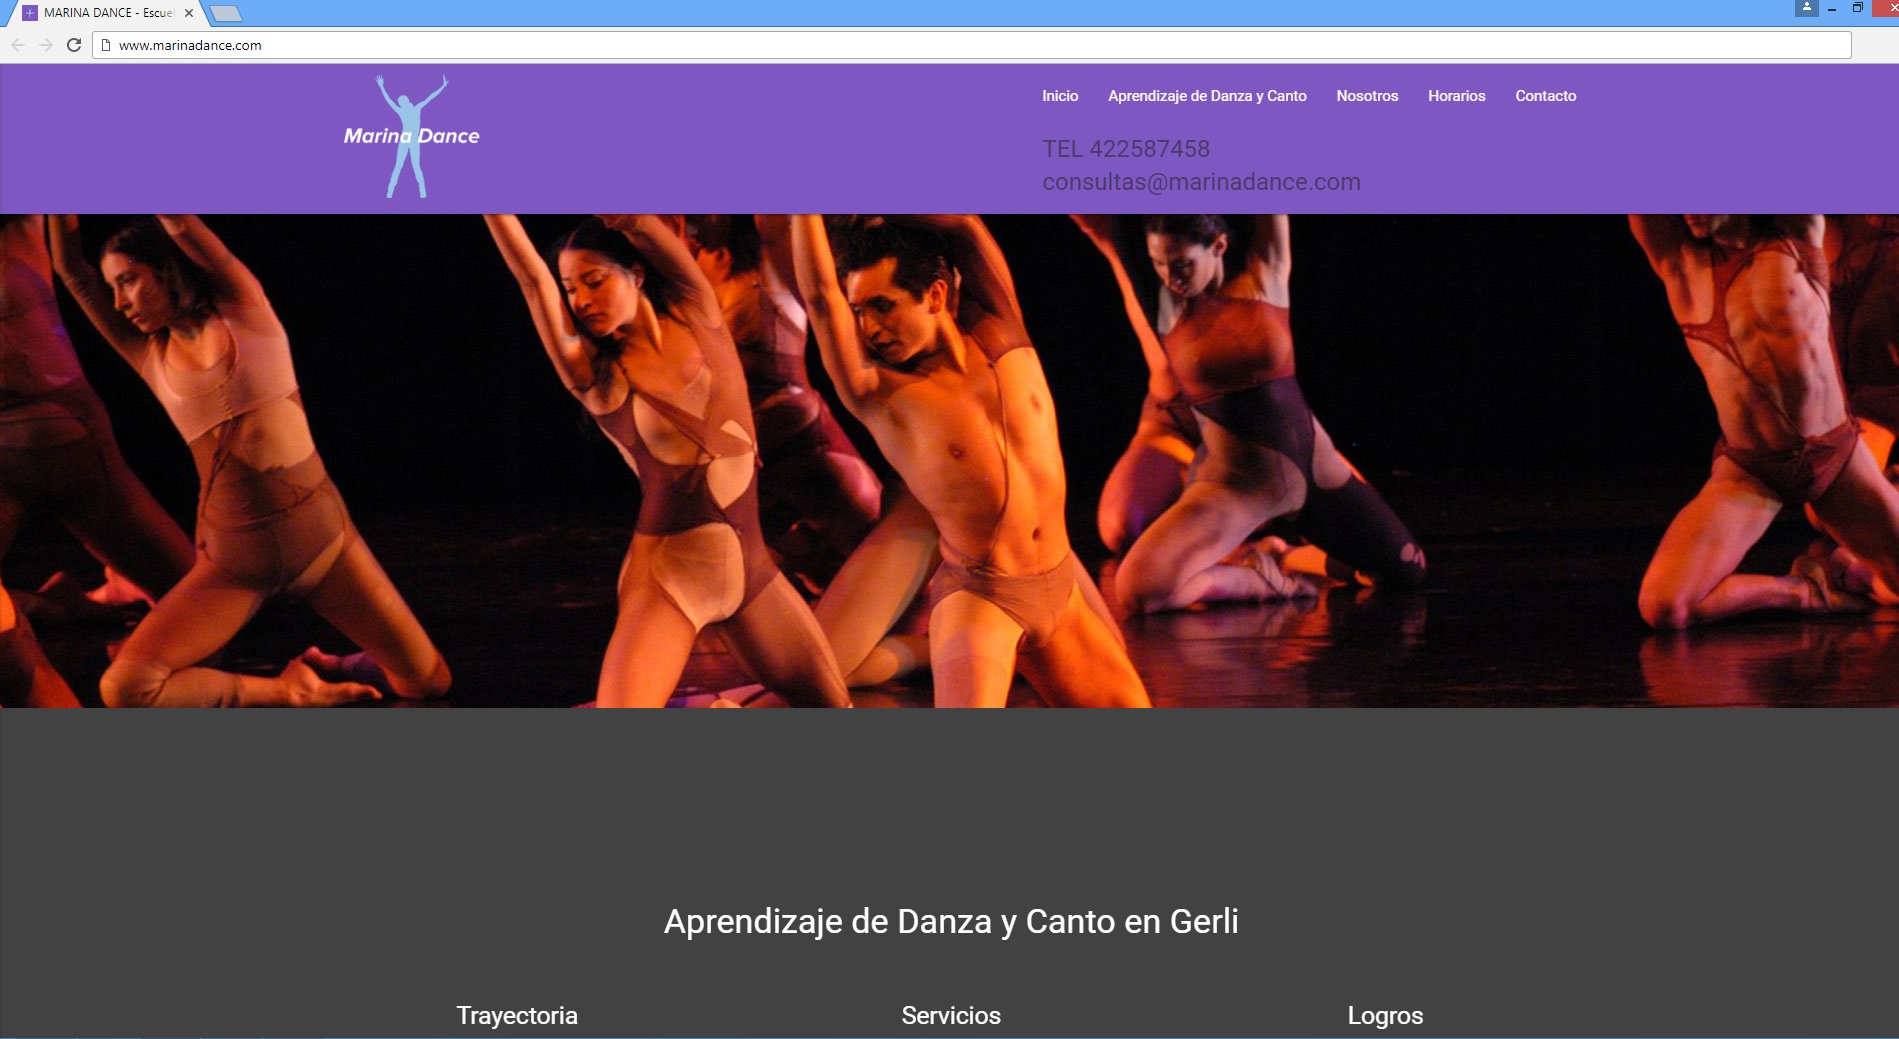 MARINA DANCE - Escuel
www.marinadance.com
Marina Dance
Inicio Aprendizaje de Danza y Canto Nosotros Horarios Contacto
TEL 422587458
consultas@marinadance.com
Aprendizaje de Danza y Canto en Gerli
Trayectoria Servicios Logros